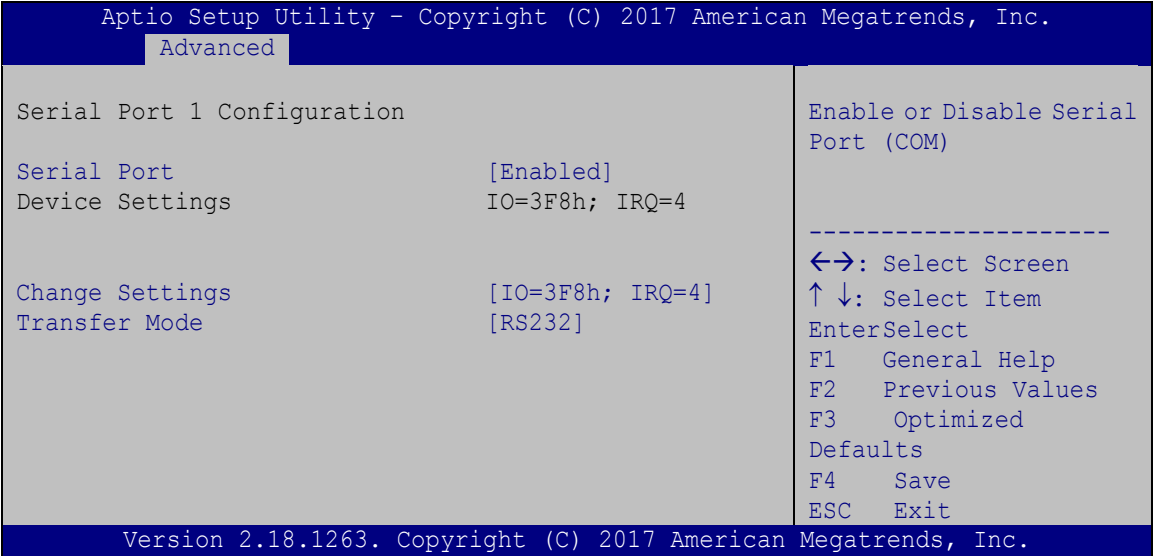 Aptio Setup Utility – Copyright (C) 2017 American Megatrends, Inc.
Advanced
Serial Port 1 Configuration
Serial Port [Enabled]
Device Settings IO=3F8h; IRQ=4
Change Settings [IO=3F8h; IRQ=4]
Transfer Mode [RS232]
Enable or Disable Serial
Port (COM)
---------------------
←→: Select Screen
↑ ↓: Select Item
EnterSelect
F1 General Help
F2 Previous Values
F3 Optimized
Defaults
F4 Save
ESC Exit
Version 2.18.1263. Copyright (C) 2017 American Megatrends, Inc.